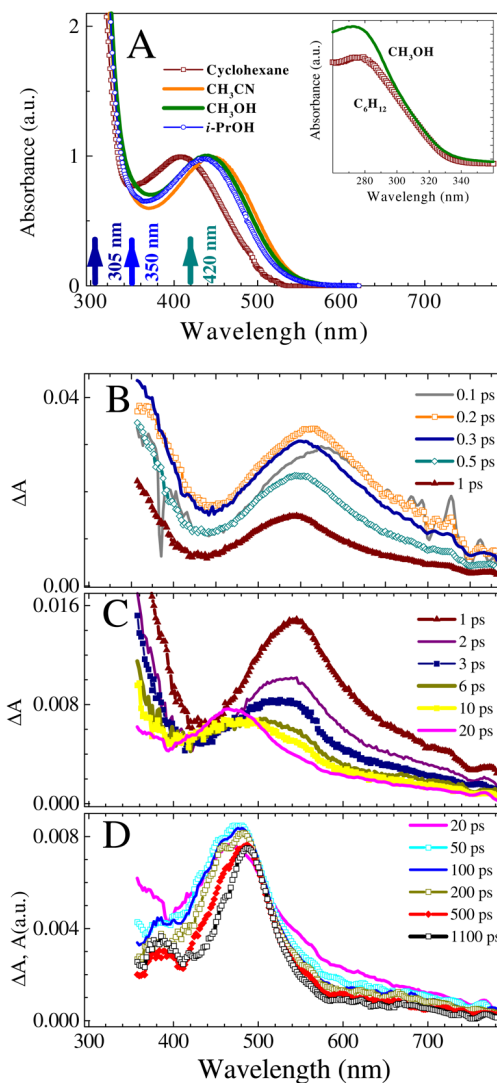 A
Cyclohexane
CH3CN
CH3OH
i-PrOH
Absorbance (a.u.)
2
1
0
305 nm
350 nm
420 nm
300 400 500 600 700
Wavelengh (nm)
Absorbance (a.u.)
CH3OH
C6H12
280 300 320 340
Wavelengh (nm)
B
0.1 ps
0.2 ps
0.3 ps
0.5 ps
1 ps
ΔA
0.04
0.00
C
1 ps
2 ps
3 ps
6 ps
10 ps
20 ps
ΔA
0.016
0.008
0.000
D
20 ps
50 ps
100 ps
200 ps
500 ps
1100 ps
ΔA, A(a.u.)
0.008
0.004
0.000
300 400 500 600 700
Wavelength (nm)